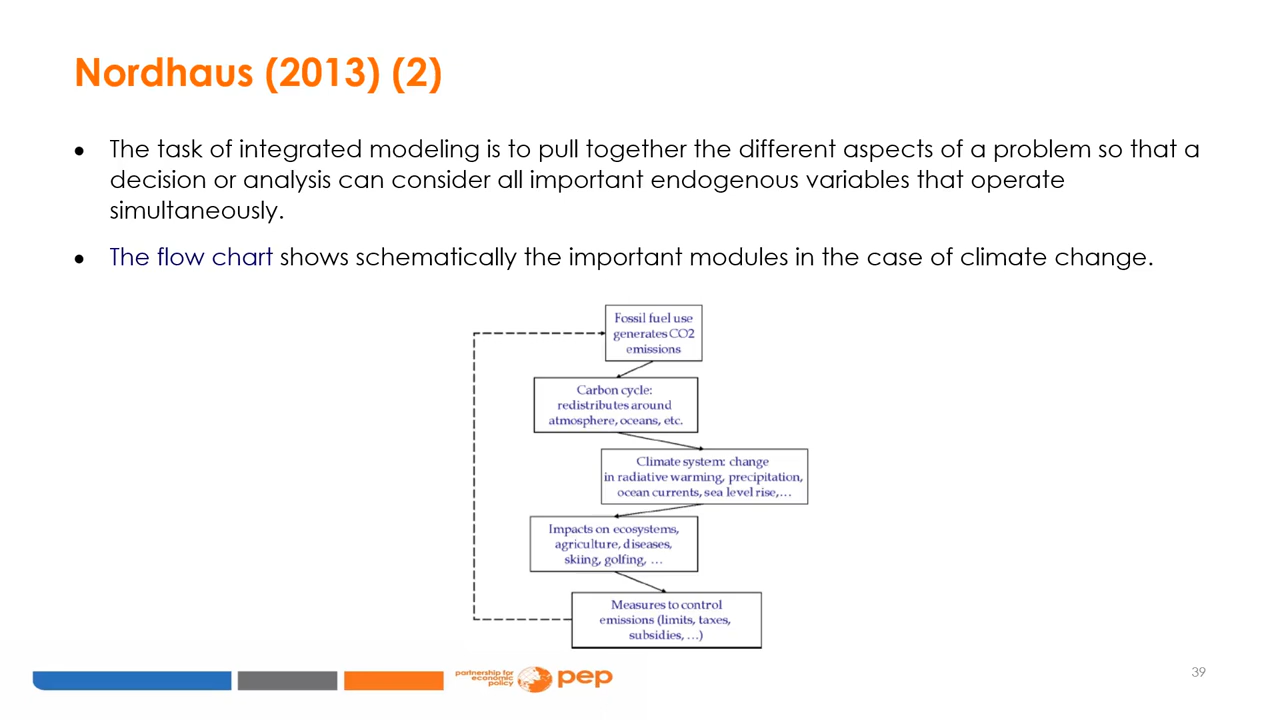 Nordhaus (2013) (2)
• The task of integrated modeling is to pull together the different aspects of a problem so that a
decision or analysis can consider all important endogenous variables that operate
simultaneously.
• The flow chart shows schematically the important modules in the case of climate change.
Fossil fuel use
generates CO2
emissions
Carbon cycle:
redistributes around
atmosphere, oceans, etc.
Climate system: change
in radiative warming, precipitation,
ocean currents, sea level rise,…
Impacts on ecosystems,
agriculture, diseases,
skiing, golfing, …
Measures to control
emissions (limits, taxes,
subsidies, …)
partnership for
economic
policy
pep
39